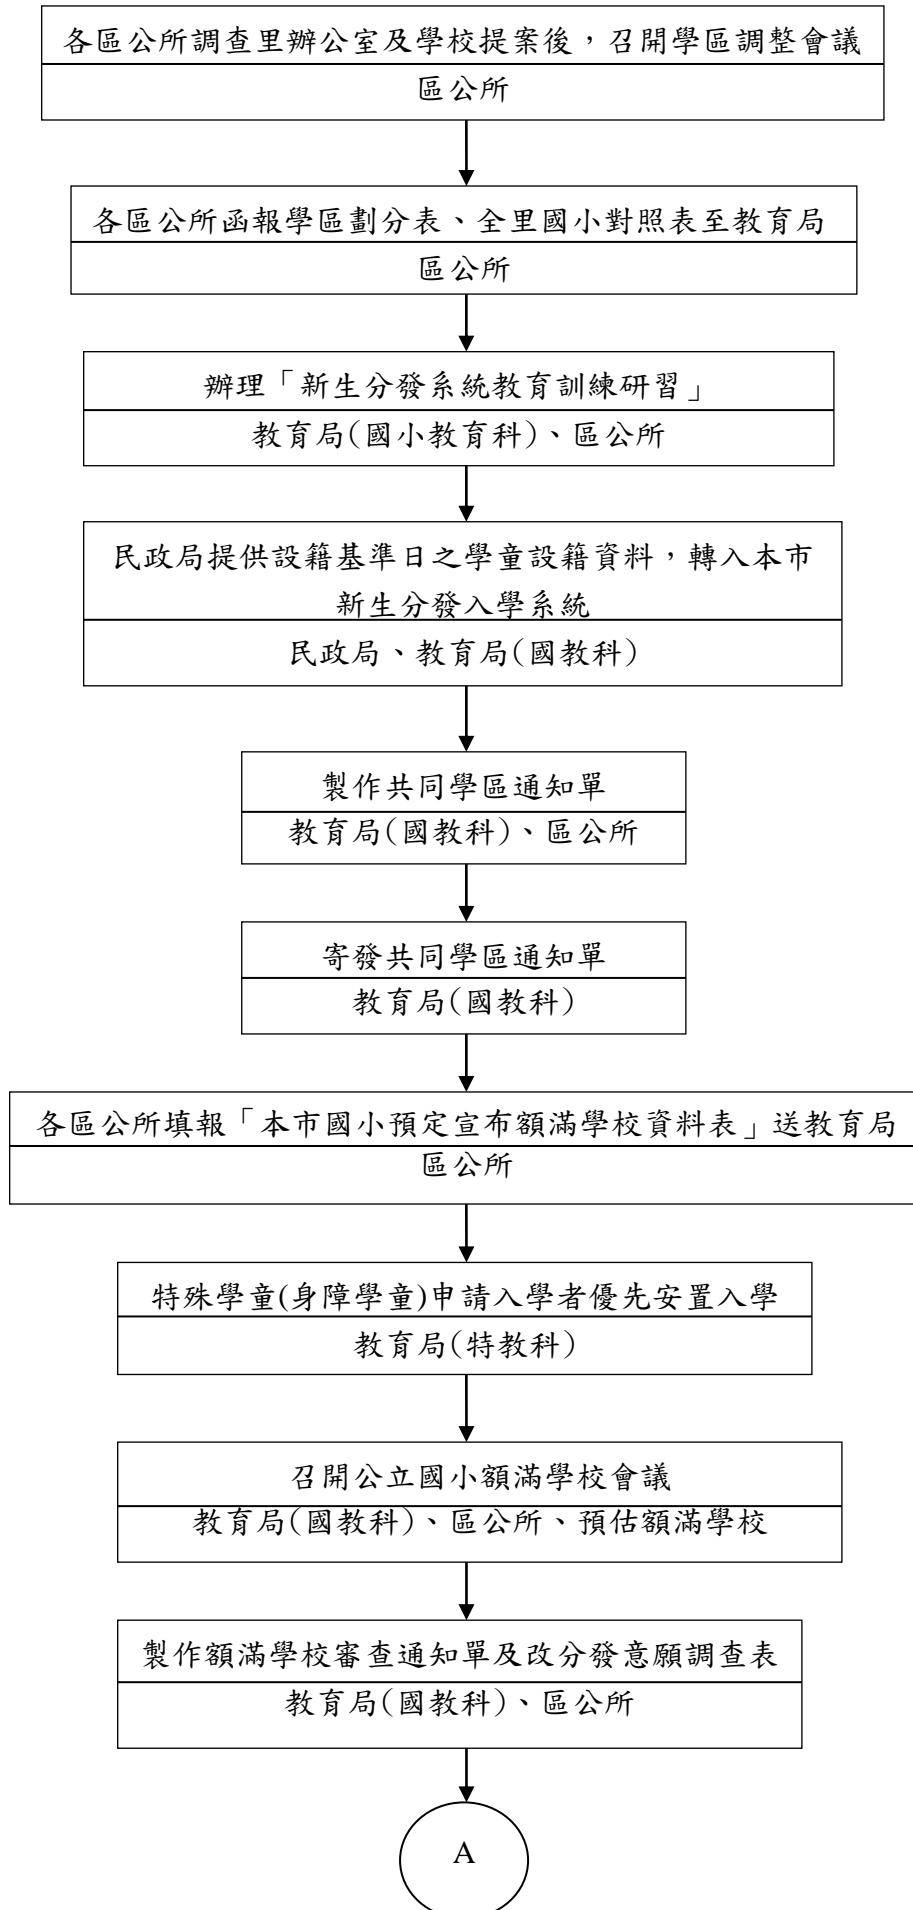 各區公所調查里辦公室及學校提案後，召開學區調整會議
區公所
各區公所函報學區劃分表、全里國小對照表至教育局
區公所
辦理「新生分發系統教育訓練研習」
教育局(國小教育科)、區公所
民政局提供設籍基準日之學童設籍資料，轉入本市
新生分發入學系統
民政局、教育局(國教科)
製作共同學區通知單
教育局(國教科)、區公所
寄發共同學區通知單
教育局(國教科)
各區公所填報「本市國小預定宣布額滿學校資料表」送教育局
區公所
特殊學童(身障學童)申請入學者優先安置入學
教育局(特教科)
召開公立國小額滿學校會議
教育局(國教科)、區公所、預估額滿學校
製作額滿學校審查通知單及改分發意願調查表
教育局(國教科)、區公所
A